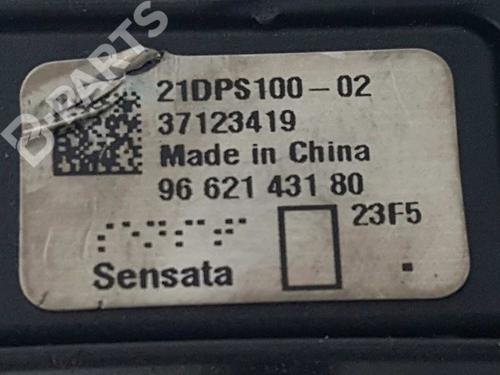 D-PARTS
21DPS100-02
37123419
Made in China
96 621 431 80
23F5
Sensata